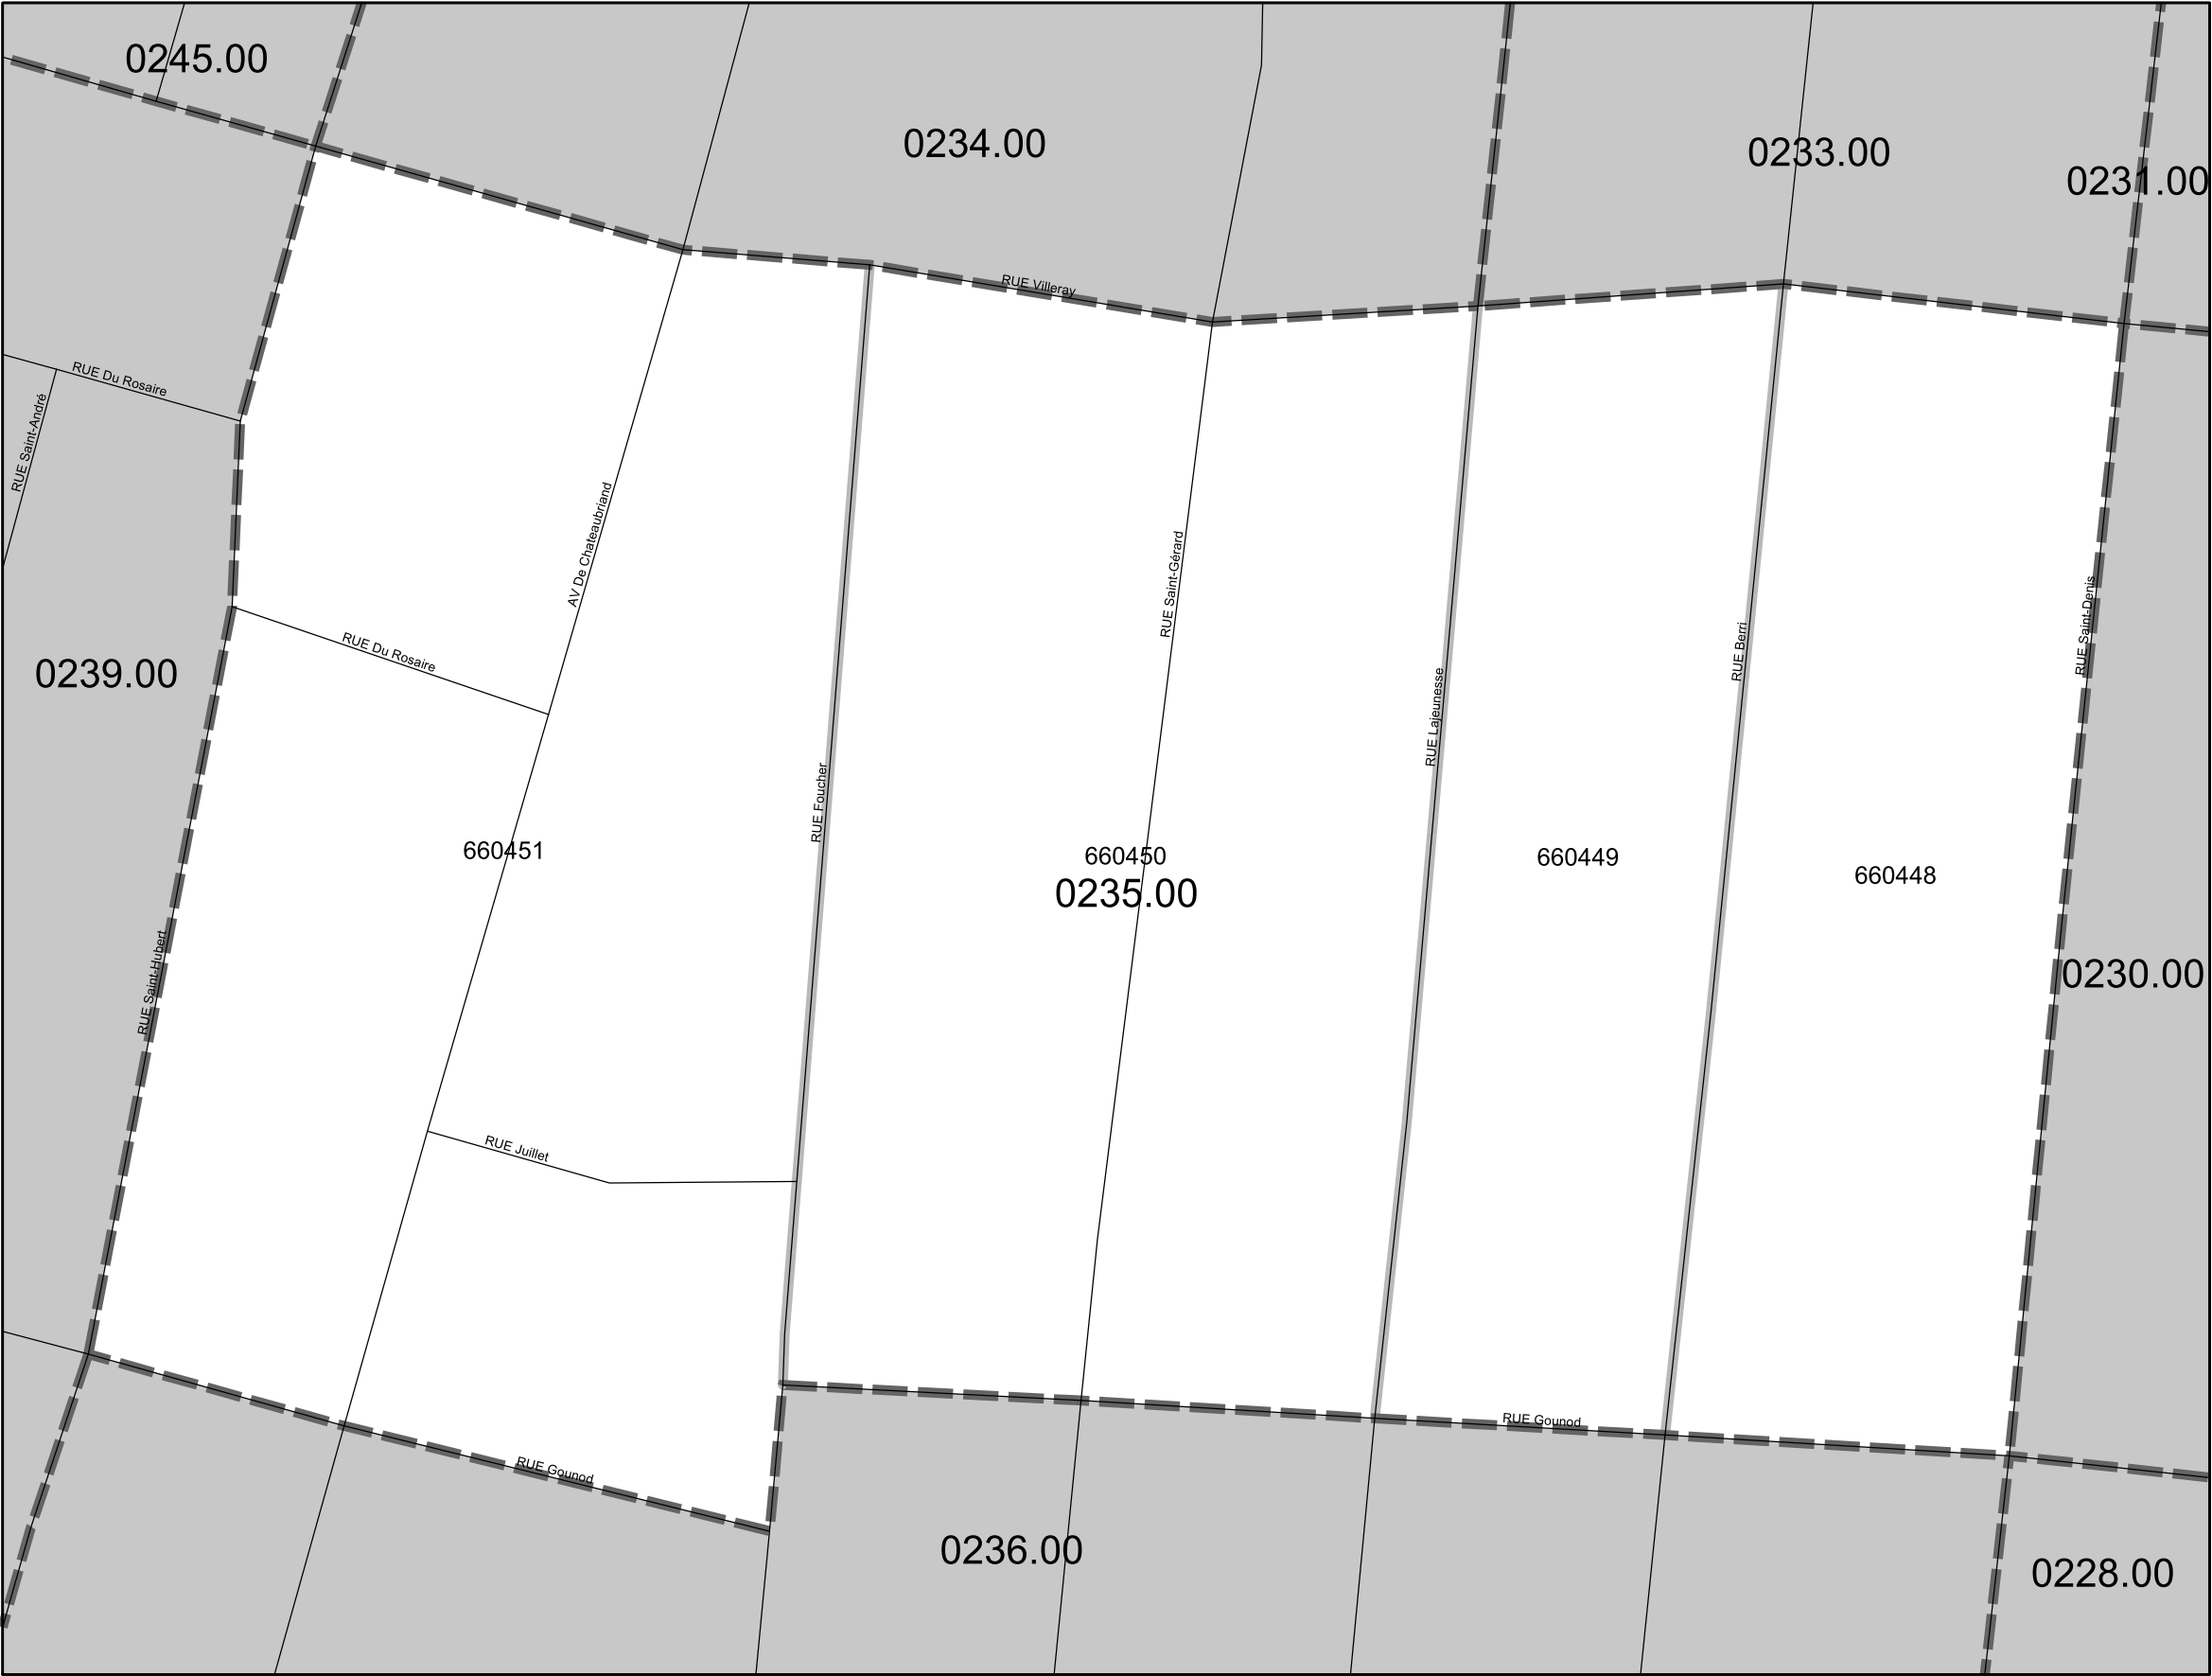 0245.00
0234.00
0233.00
0231.00
RUE Villeray
RUE Du Rosaire
RUE Saint-André
AV De Chateaubriand
RUE Saint-Gérard
RUE Saint-Denis
RUE Du Rosaire
RUE Berri
0239.00
RUE Lajeunesse
RUE Foucher
660451
660450
660449
660448
0235.00
RUE Saint-Hubert
0230.00
RUE Juillet
RUE Gounod
RUE Gounod
0236.00
0228.00